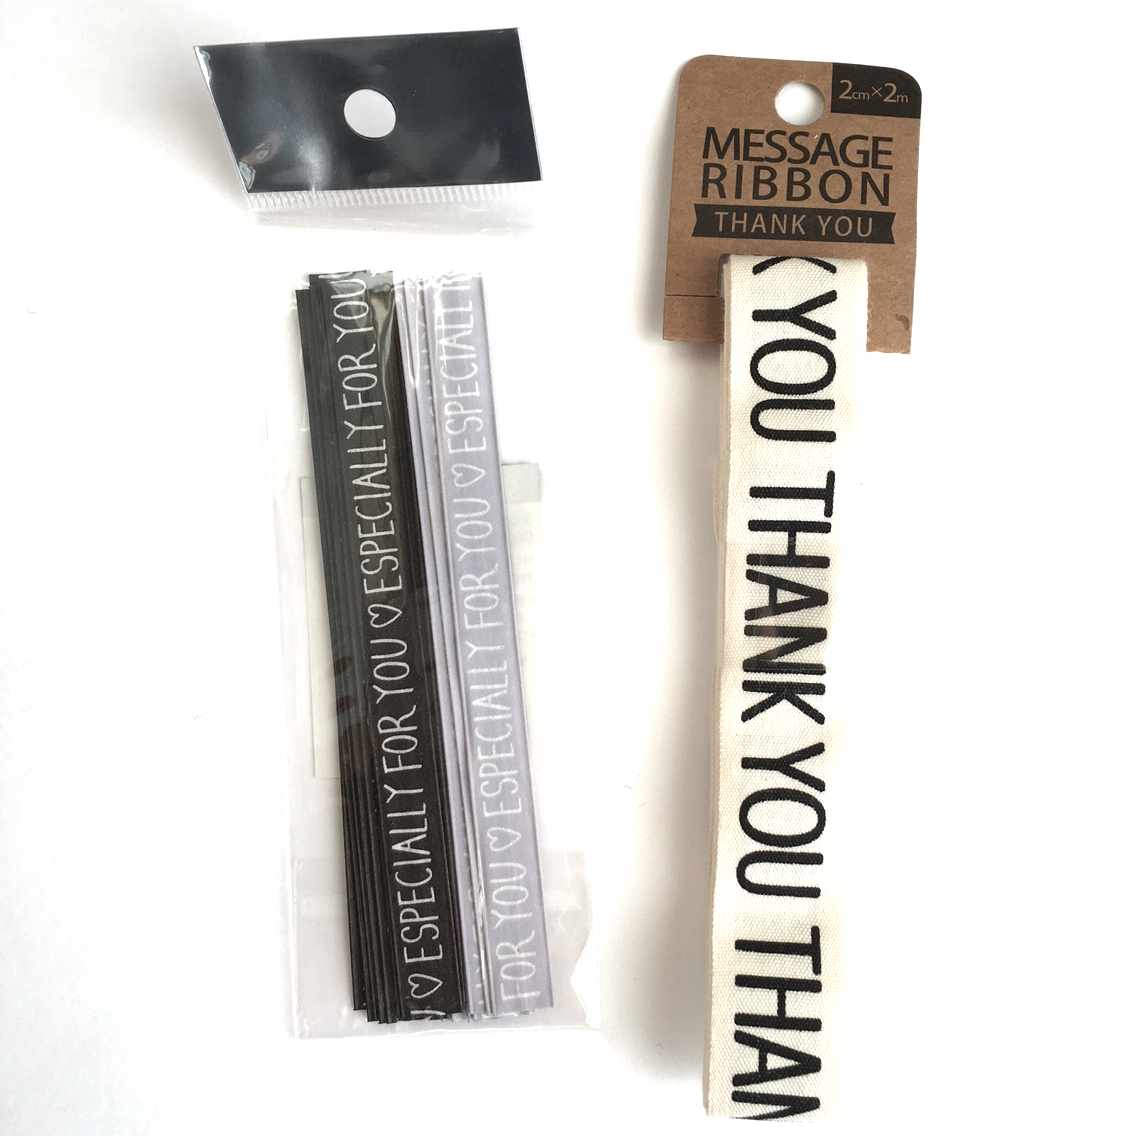 2cm×2m
MESSAGE
RIBBON
THANK YOU
ESPECIALLY FOR YOU ♡ ESPECIALLY FOR YOU
FOR YOU ♡ ESPECIALLY FOR YOU ♡ ESPECIALL
K YOU THANK YOU THAN